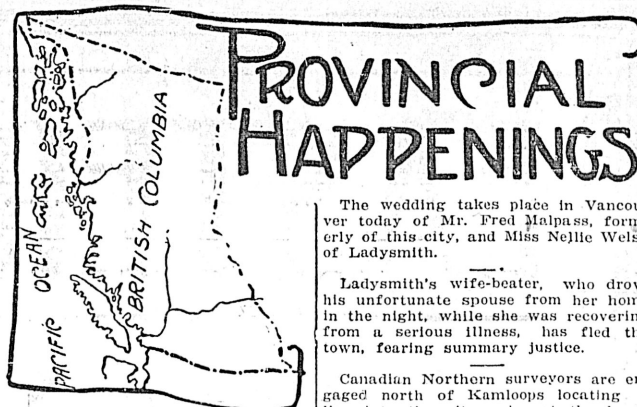 PROVINCIAL
HAPPENINGS
PACIFIC OCEAN
BRITISH COLUMBIA
The wedding takes place in Vancou-
ver today of Mr. Fred Malpass, form-
erly of this city, and Miss Nellie Wels
of Ladysmith.
Ladysmith's wife-beater, who drov
his unfortunate spouse from her hom
in the night, while she was recoverin
from a serious illness, has fled th
town, fearing summary justice.
Canadian Northern surveyors are en
gaged north of Kamloops locating